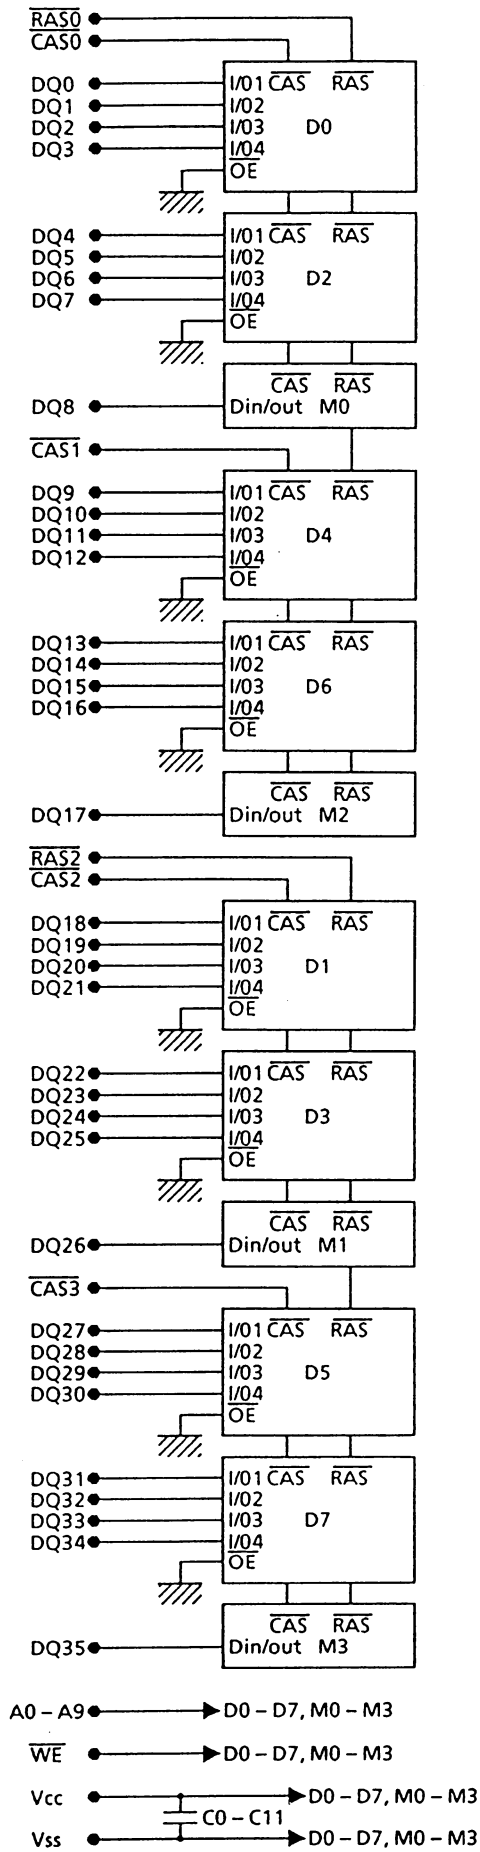 RAS0
CAS0
DQ0 I/01 CAS RAS
DQ1 I/02
DQ2 I/03 D0
DQ3 I/04
OE
DQ4 I/01 CAS RAS
DQ5 I/02
DQ6 I/03 D2
DQ7 I/04
OE
CAS RAS
DQ8 Din/out M0
CAS1
DQ9 I/01 CAS RAS
DQ10 I/02
DQ11 I/03 D4
DQ12 I/04
OE
DQ13 I/01 CAS RAS
DQ14 I/02
DQ15 I/03 D6
DQ16 I/04
OE
CAS RAS
DQ17 Din/out M2
RAS2
CAS2
DQ18 I/01 CAS RAS
DQ19 I/02
DQ20 I/03 D1
DQ21 I/04
OE
DQ22 I/01 CAS RAS
DQ23 I/02
DQ24 I/03 D3
DQ25 I/04
OE
CAS RAS
DQ26 Din/out M1
CAS3
DQ27 I/01 CAS RAS
DQ28 I/02
DQ29 I/03 D5
DQ30 I/04
OE
DQ31 I/01 CAS RAS
DQ32 I/02
DQ33 I/03 D7
DQ34 I/04
OE
CAS RAS
DQ35 Din/out M3
A0 – A9 D0 – D7, M0 – M3
WE D0 – D7, M0 – M3
Vcc D0 – D7, M0 – M3
C0 – C11
Vss D0 – D7, M0 – M3